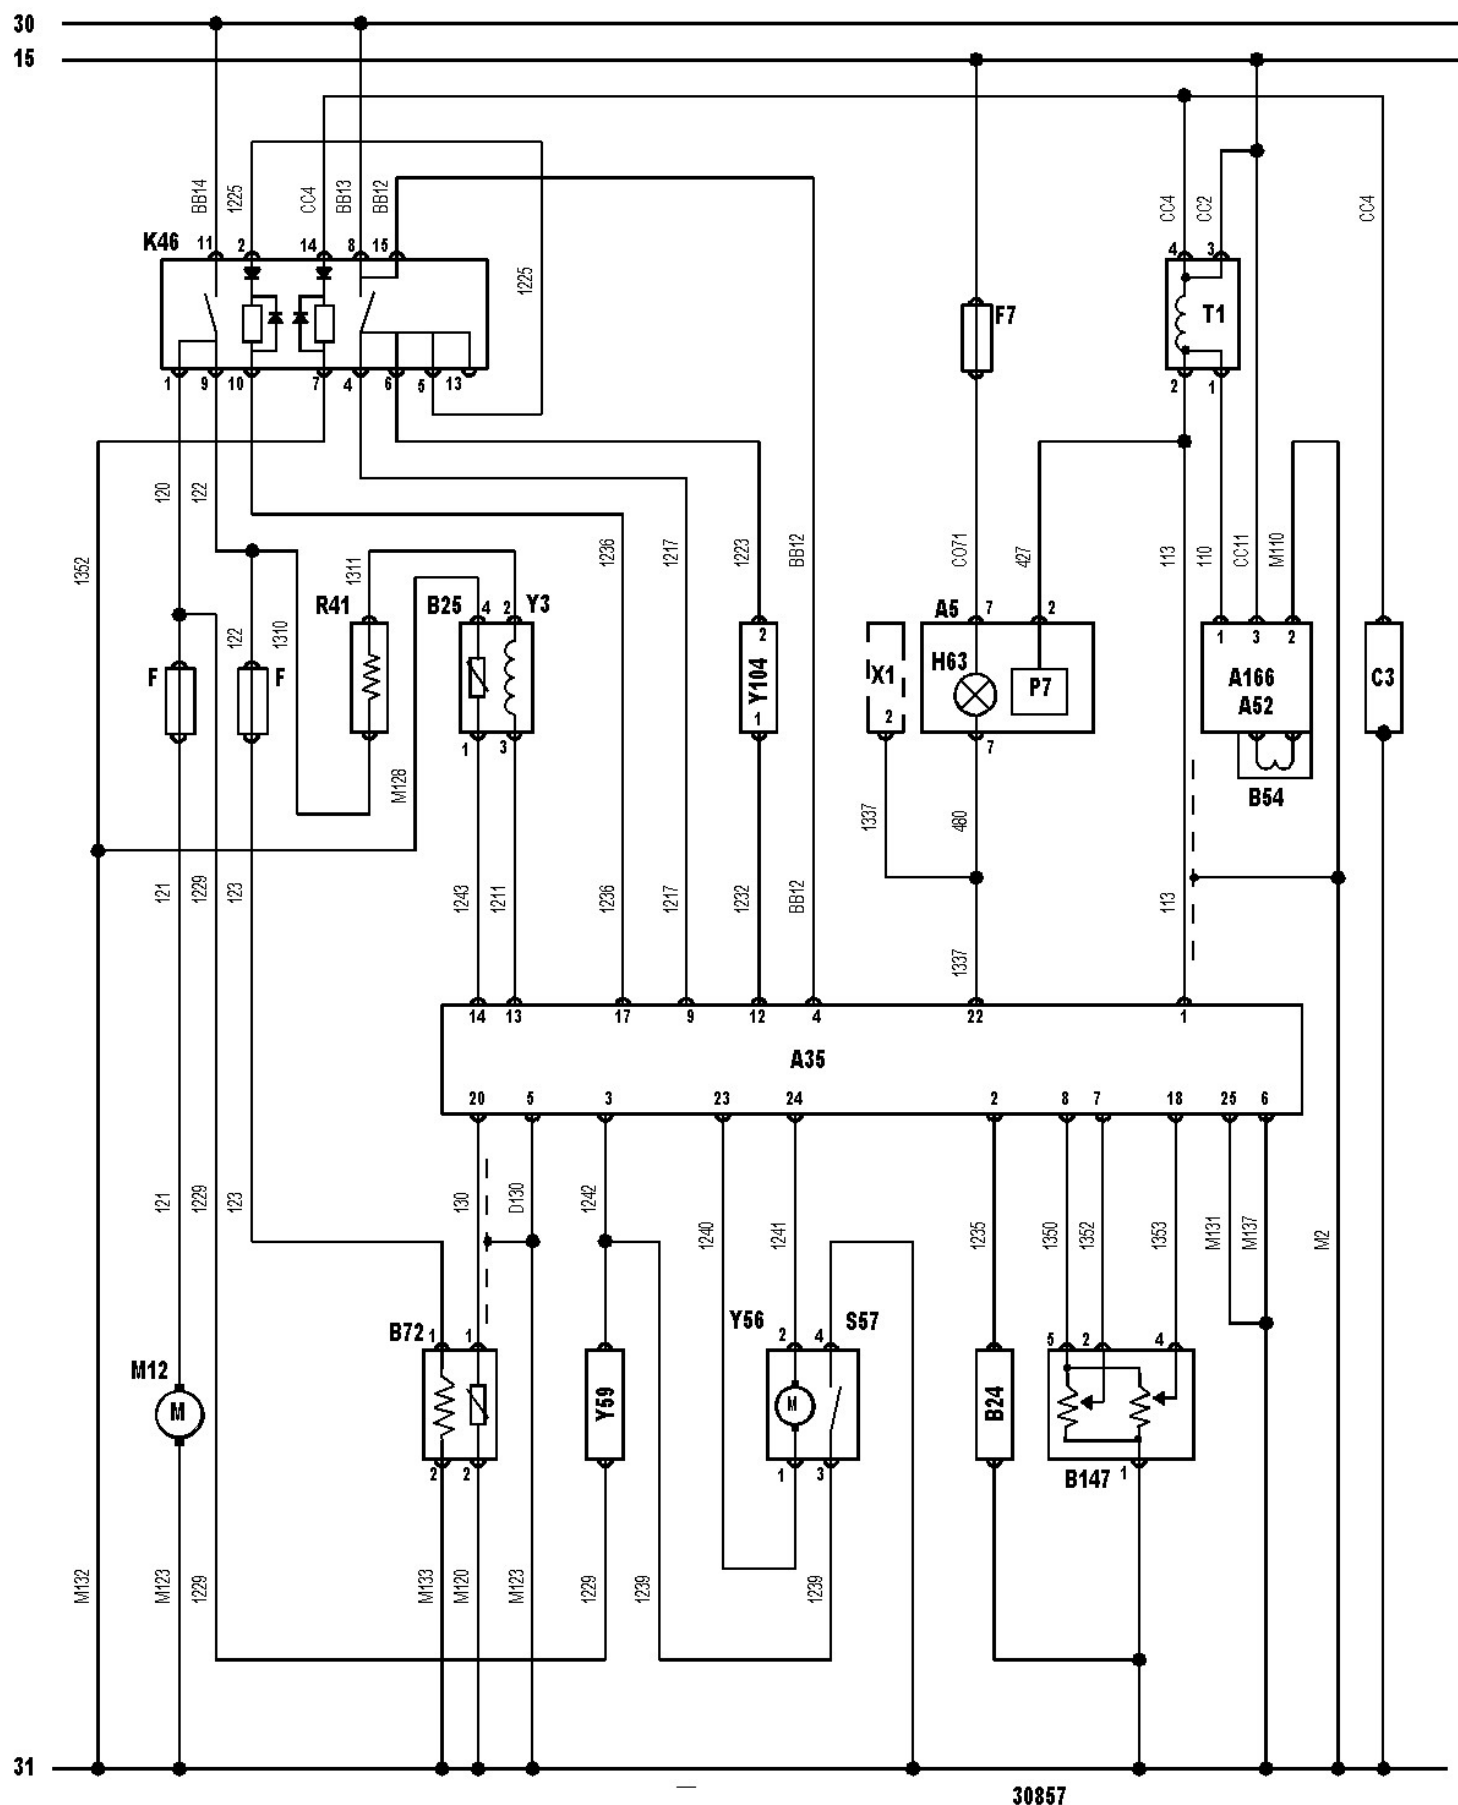 30
15
BB14
1225
CC4
BB13
BB12
CC4
CC2
CC4
K46
11 2 14 8 15
4 3
1225
F7
T1
1 9 10 7 4 6 5 13
2 1
120
122
1352
1311
1236
1217
1223
BB12
CO71
427
113
110
CC11
M110
R41
B25
4 2
Y3
A5
7 2
122
1310
F
F
2
Y104
1
X1
2
H63
P7
1 3 2
A166
A52
C3
1 3
7
M128
1337
480
B54
121
1229
123
1243
1211
1236
1217
1232
BB12
1337
113
14 13 17 9 12 4 22 1
A35
20 5 3 23 24 2 8 7 18 25 6
121
1229
123
130
D130
1242
1240
1241
1235
1350
1352
1353
M131
M137
M2
M12
B72
1 1
Y56
2 4
S57
5 2 4
M
Y59
M
B24
2 2
1 3
B147
1
M132
M123
1229
M133
M120
M123
1229
1239
1239
31
30857